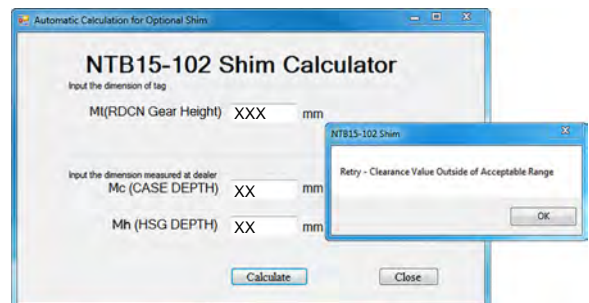 Automatic Calculation for Optional Shim
NTB15-102 Shim Calculator
Input the dimension of tag
Mt(RDCN Gear Height) XXX mm
NTB15-102 Shim
Retry - Clearance Value Outside of Acceptable Range
OK
Input the dimension measured at dealer
Mc (CASE DEPTH) XX mm
Mh (HSG DEPTH) XX mm
Calculate Close